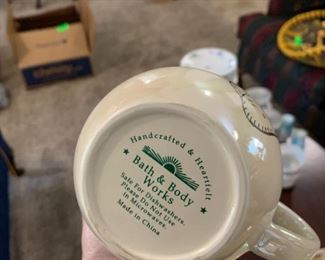 Handcrafted & Heartfelt
Bath & Body
Works
Safe For Dishwashers.
Please Do Not Use
in Microwaves.
Made in China